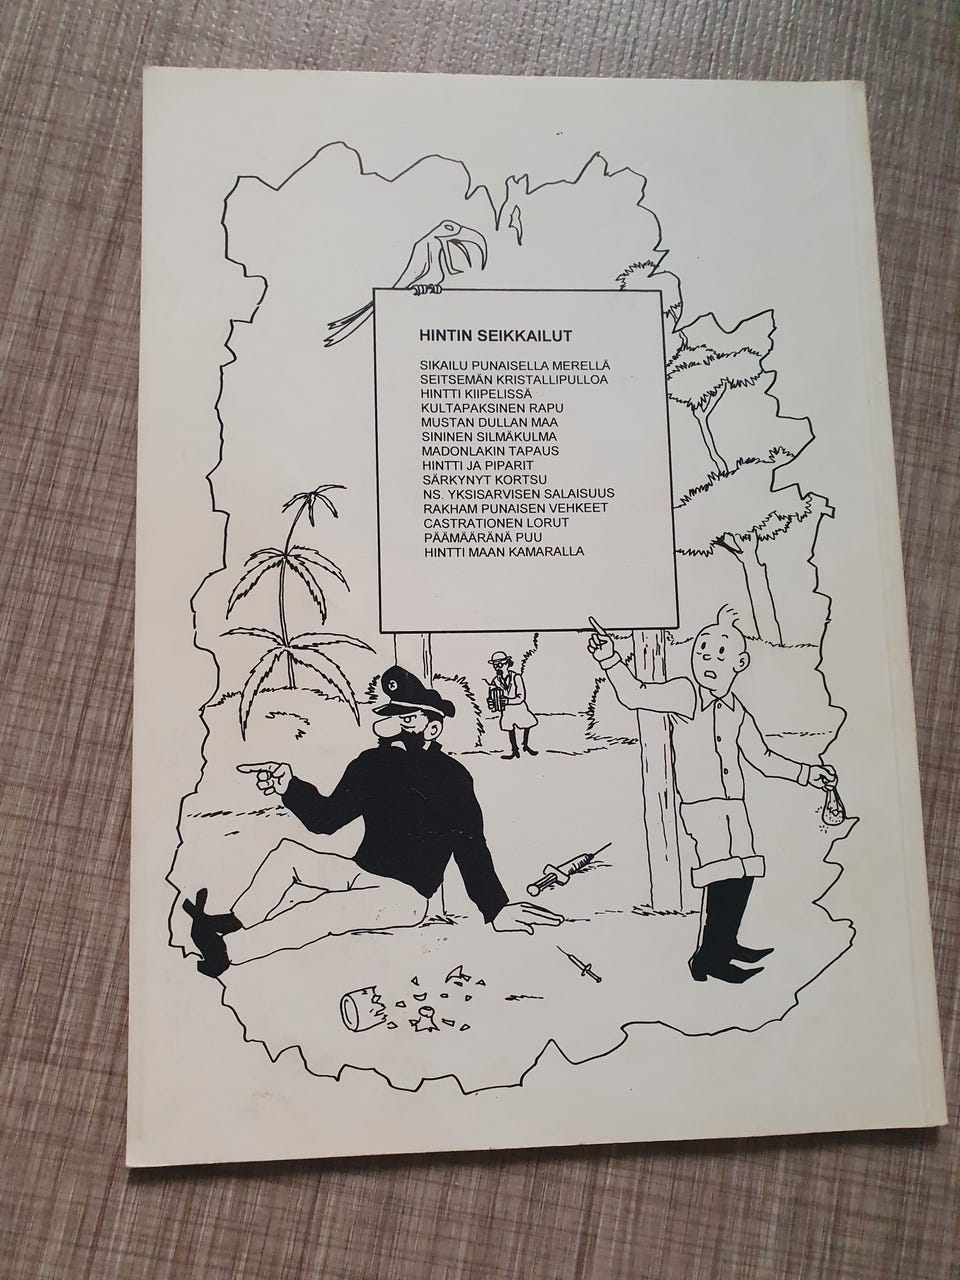 HINTIN SEIKKAILUT
SIKAILU PUNAISELLA MERELLÄ
SEITSEMÄN KRISTALLIPULLOA
HINTTI KIIPELISSÄ
KULTAPAKSINEN RAPU
MUSTAN DULLAN MAA
SININEN SILMÄKULMA
MADONLAKIN TAPAUS
HINTTI JA PIPARIT
SÄRKYNYT KORTSU
NS. YKSISARVISEN SALAISUUS
RAKHAM PUNAISEN VEHKEET
CASTRATIONEN LORUT
PÄÄMÄÄRÄNÄ PUU
HINTTI MAAN KAMARALLA